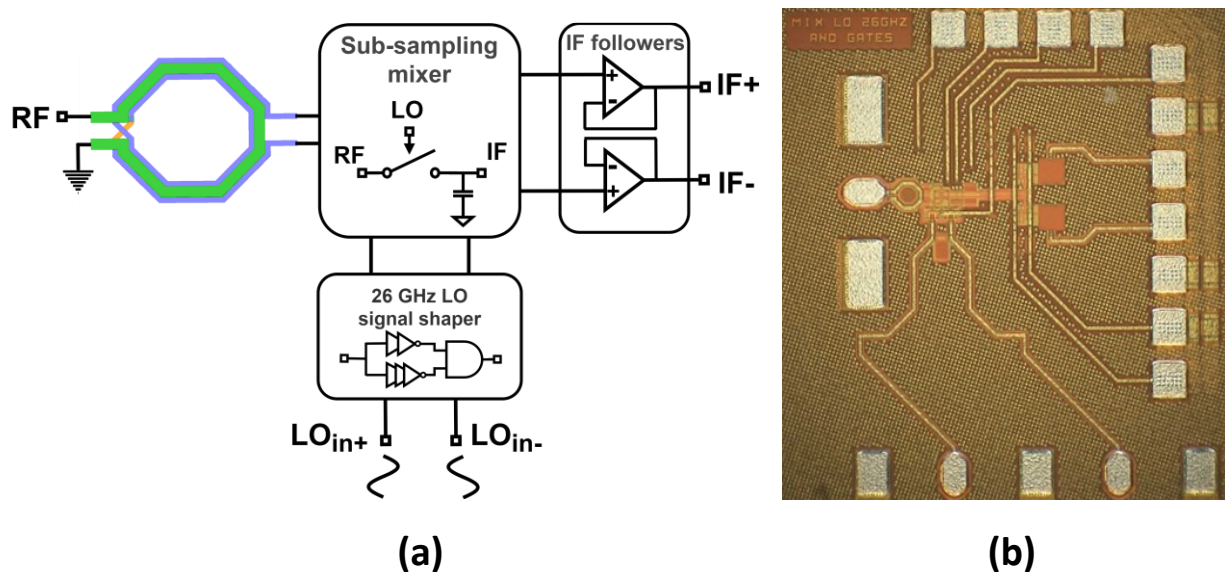 Sub-sampling
mixer
LO
RF
IF
RF
IF followers
+
-
-
+
IF+
IF-
26 GHz LO
signal shaper
LOin+
LOin-
MIX LO 26GHZ
AND GATES
(a)
(b)